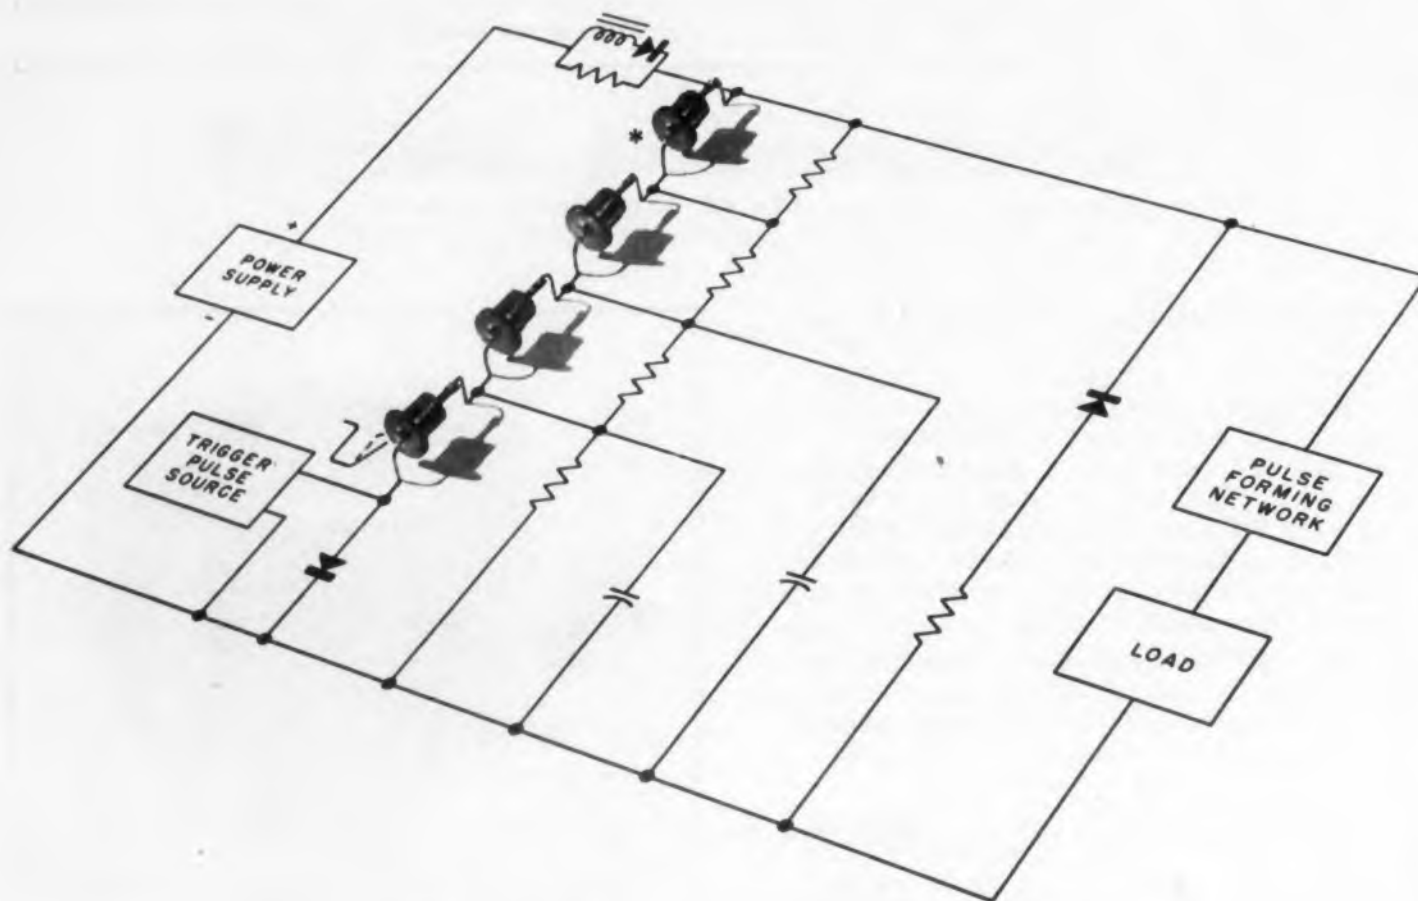 *
+
POWER
SUPPLY
-
TRIGGER
PULSE
SOURCE
PULSE
FORMING
NETWORK
LOAD